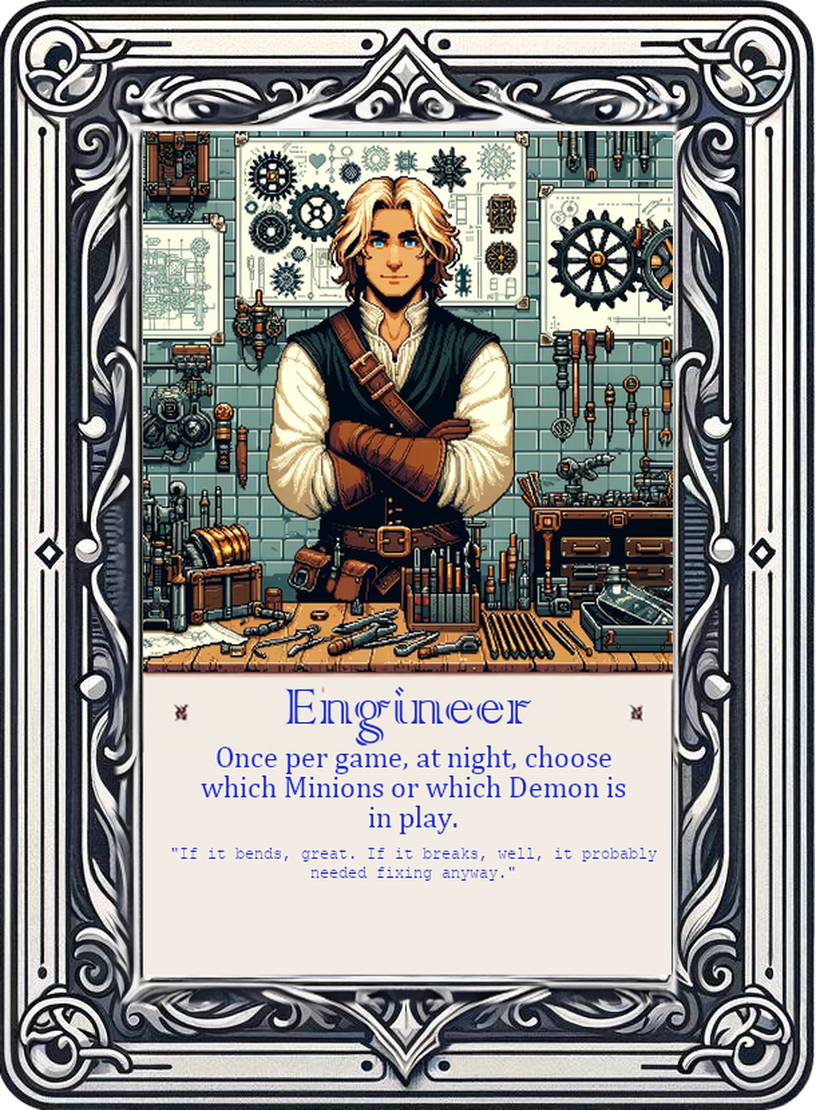 Engineer
Once per game, at night, choose
which Minions or which Demon is
in play.
"If it bends, great. If it breaks, well, it probably
needed fixing anyway."